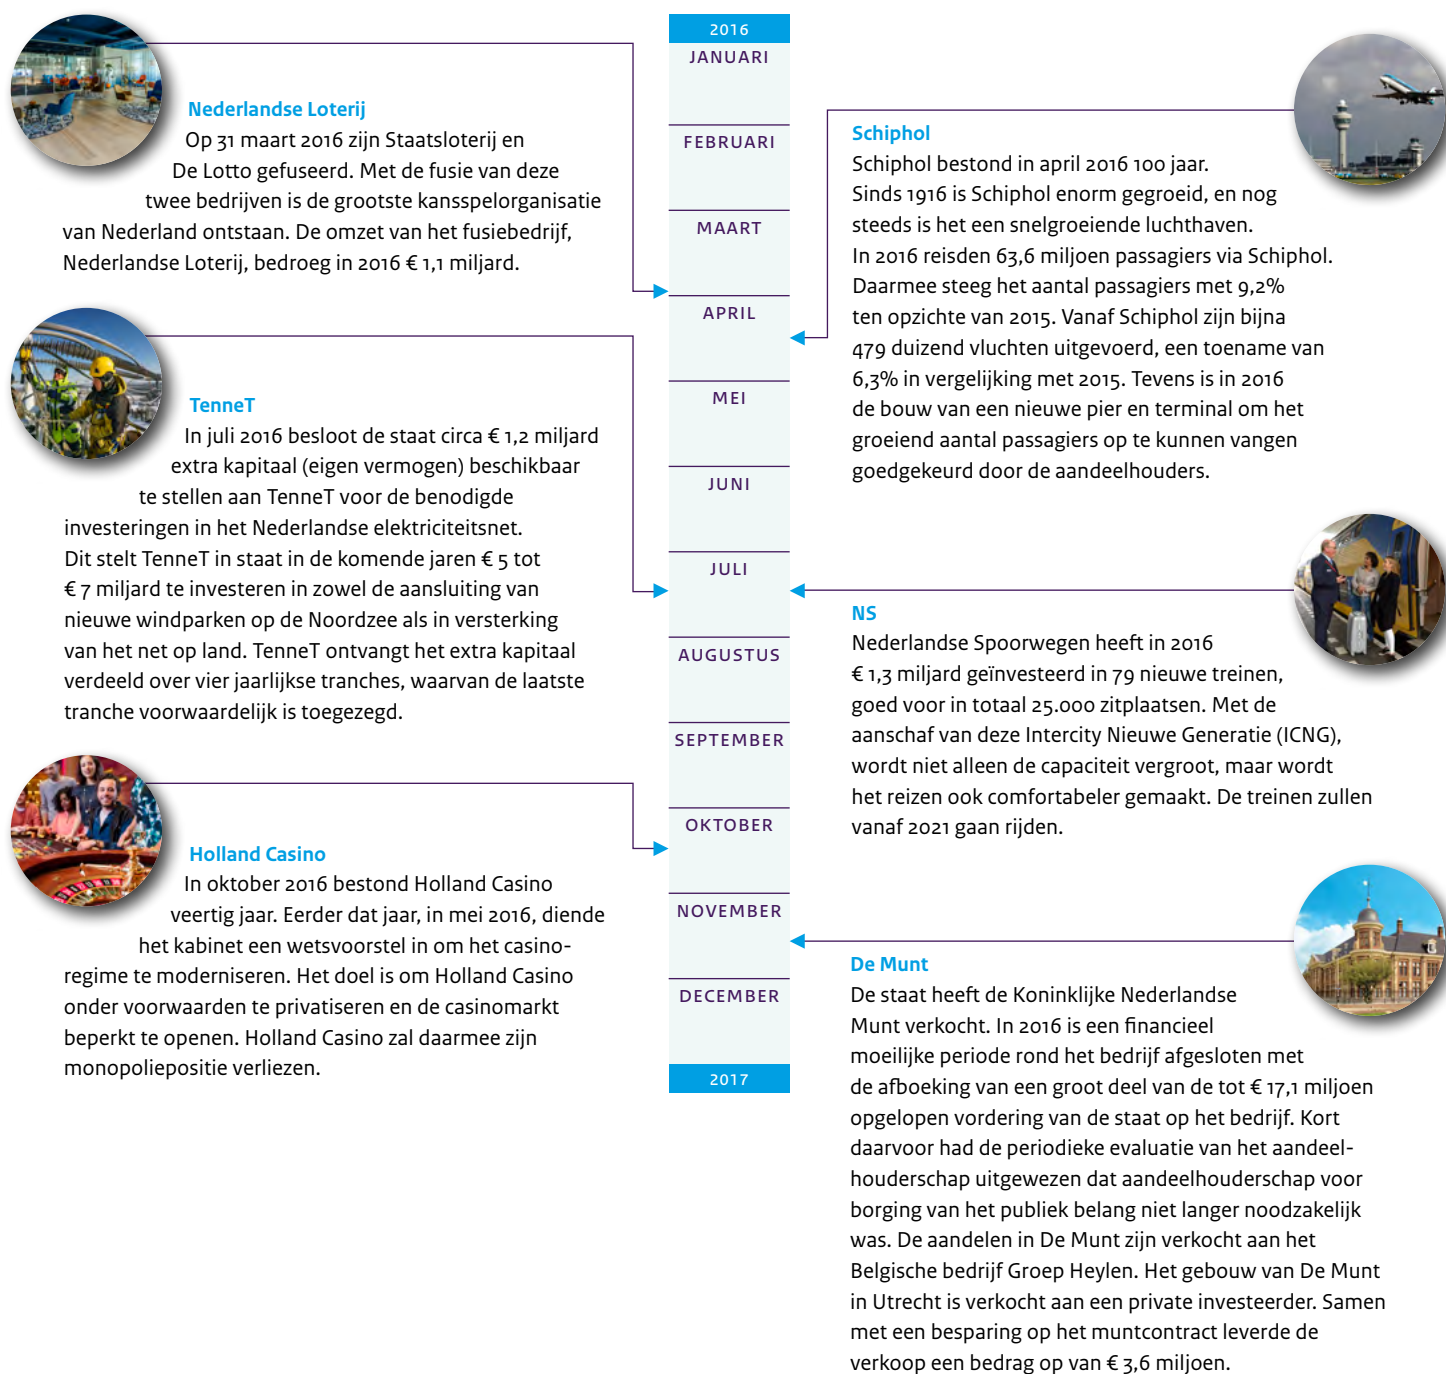 2016
JANUARI
FEBRUARI
MAART
APRIL
MEI
JUNI
JULI
AUGUSTUS
SEPTEMBER
OKTOBER
NOVEMBER
DECEMBER
2017
Nederlandse Loterij
Op 31 maart 2016 zijn Staatsloterij en
De Lotto gefuseerd. Met de fusie van deze
twee bedrijven is de grootste kansspelorganisatie
van Nederland ontstaan. De omzet van het fusiebedrijf,
Nederlandse Loterij, bedroeg in 2016 € 1,1 miljard.
TenneT
In juli 2016 besloot de staat circa € 1,2 miljard
extra kapitaal (eigen vermogen) beschikbaar
te stellen aan TenneT voor de benodigde
investeringen in het Nederlandse elektriciteitsnet.
Dit stelt TenneT in staat in de komende jaren € 5 tot
€ 7 miljard te investeren in zowel de aansluiting van
nieuwe windparken op de Noordzee als in versterking
van het net op land. TenneT ontvangt het extra kapitaal
verdeeld over vier jaarlijkse tranches, waarvan de laatste
tranche voorwaardelijk is toegezegd.
Holland Casino
In oktober 2016 bestond Holland Casino
veertig jaar. Eerder dat jaar, in mei 2016, diende
het kabinet een wetsvoorstel in om het casino-
regime te moderniseren. Het doel is om Holland Casino
onder voorwaarden te privatiseren en de casinomarkt
beperkt te openen. Holland Casino zal daarmee zijn
monopoliepositie verliezen.
Schiphol
Schiphol bestond in april 2016 100 jaar.
Sinds 1916 is Schiphol enorm gegroeid, en nog
steeds is het een snelgroeiende luchthaven.
In 2016 reisden 63,6 miljoen passagiers via Schiphol.
Daarmee steeg het aantal passagiers met 9,2%
ten opzichte van 2015. Vanaf Schiphol zijn bijna
479 duizend vluchten uitgevoerd, een toename van
6,3% in vergelijking met 2015. Tevens is in 2016
de bouw van een nieuwe pier en terminal om het
groeiend aantal passagiers op te kunnen vangen
goedgekeurd door de aandeelhouders.
NS
Nederlandse Spoorwegen heeft in 2016
€ 1,3 miljard geïnvesteerd in 79 nieuwe treinen,
goed voor in totaal 25.000 zitplaatsen. Met de
aanschaf van deze Intercity Nieuwe Generatie (ICNG),
wordt niet alleen de capaciteit vergroot, maar wordt
het reizen ook comfortabeler gemaakt. De treinen zullen
vanaf 2021 gaan rijden.
De Munt
De staat heeft de Koninklijke Nederlandse
Munt verkocht. In 2016 is een financieel
moeilijke periode rond het bedrijf afgesloten met
de afboeking van een groot deel van de tot € 17,1 miljoen
opgelopen vordering van de staat op het bedrijf. Kort
daarvoor had de periodieke evaluatie van het aandeel-
houderschap uitgewezen dat aandeelhouderschap voor
borging van het publiek belang niet langer noodzakelijk
was. De aandelen in De Munt zijn verkocht aan het
Belgische bedrijf Groep Heylen. Het gebouw van De Munt
in Utrecht is verkocht aan een private investeerder. Samen
met een besparing op het muntcontract leverde de
verkoop een bedrag op van € 3,6 miljoen.